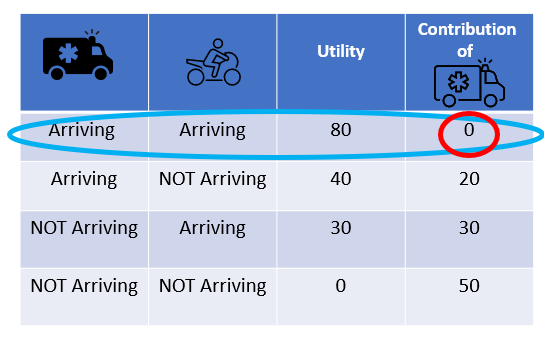 Utility
Contribution
of
Arriving Arriving 80 0
Arriving NOT Arriving 40 20
NOT Arriving Arriving 30 30
NOT Arriving NOT Arriving 0 50